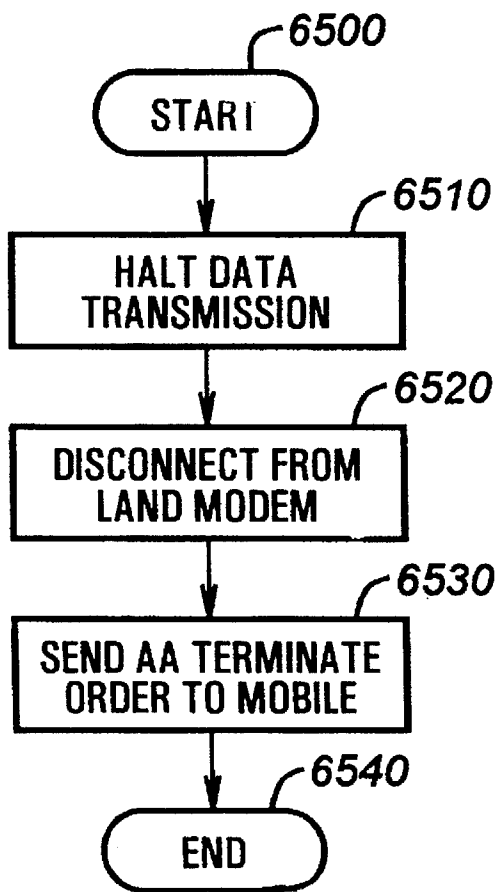 6500
START
6510
HALT DATA
TRANSMISSION
6520
DISCONNECT FROM
LAND MODEM
6530
SEND AA TERMINATE
ORDER TO MOBILE
6540
END